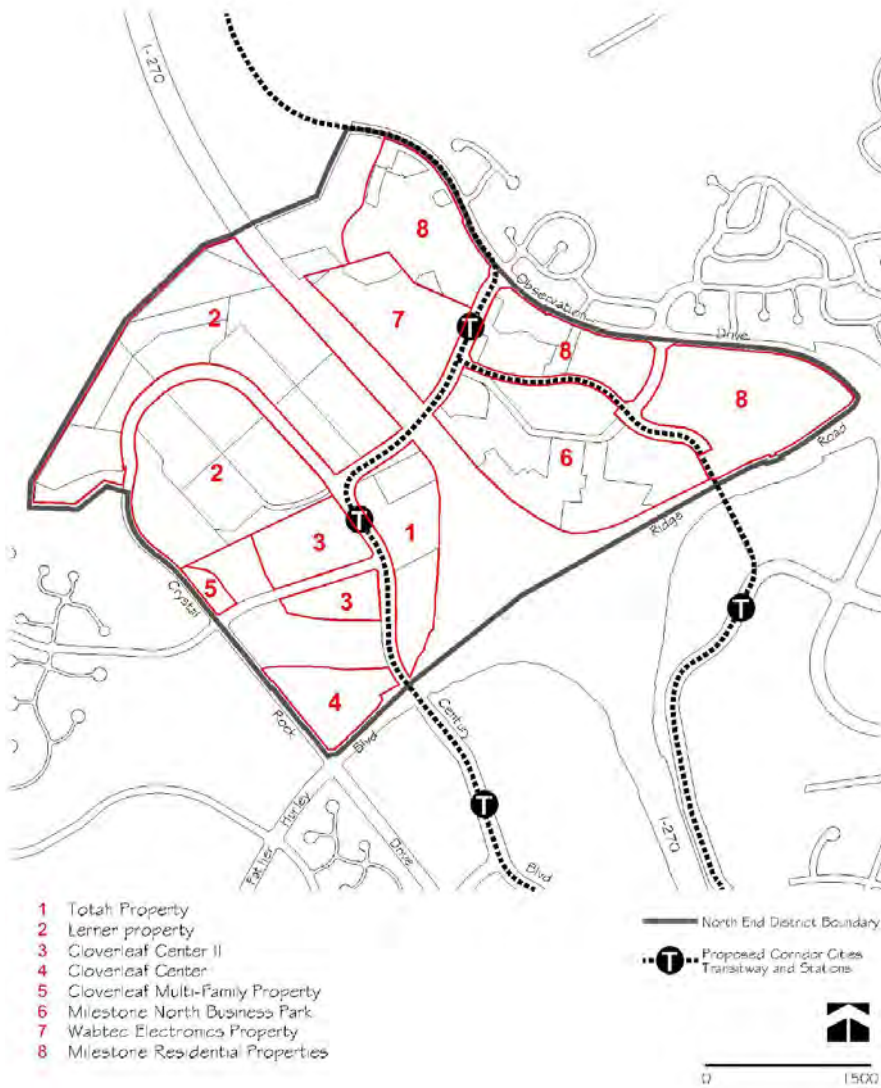 I-270
8
Observation
Drive
2
7
T
8
8
Road
6
2
Ridge
T
3
1
5
Crystal
3
T
4
Rock
Blvd
Century
T
Father Hurley
Drive
Blvd
I-270
1 Totah Property
2 Lerner property
3 Cloverleaf Center II
4 Cloverleaf Center
5 Cloverleaf Multi-Family Property
6 Milestone North Business Park
7 Wabtec Electronics Property
8 Milestone Residential Properties
North End District Boundary
T
Proposed Corridor Cities
Transitway and Stations
0 1500